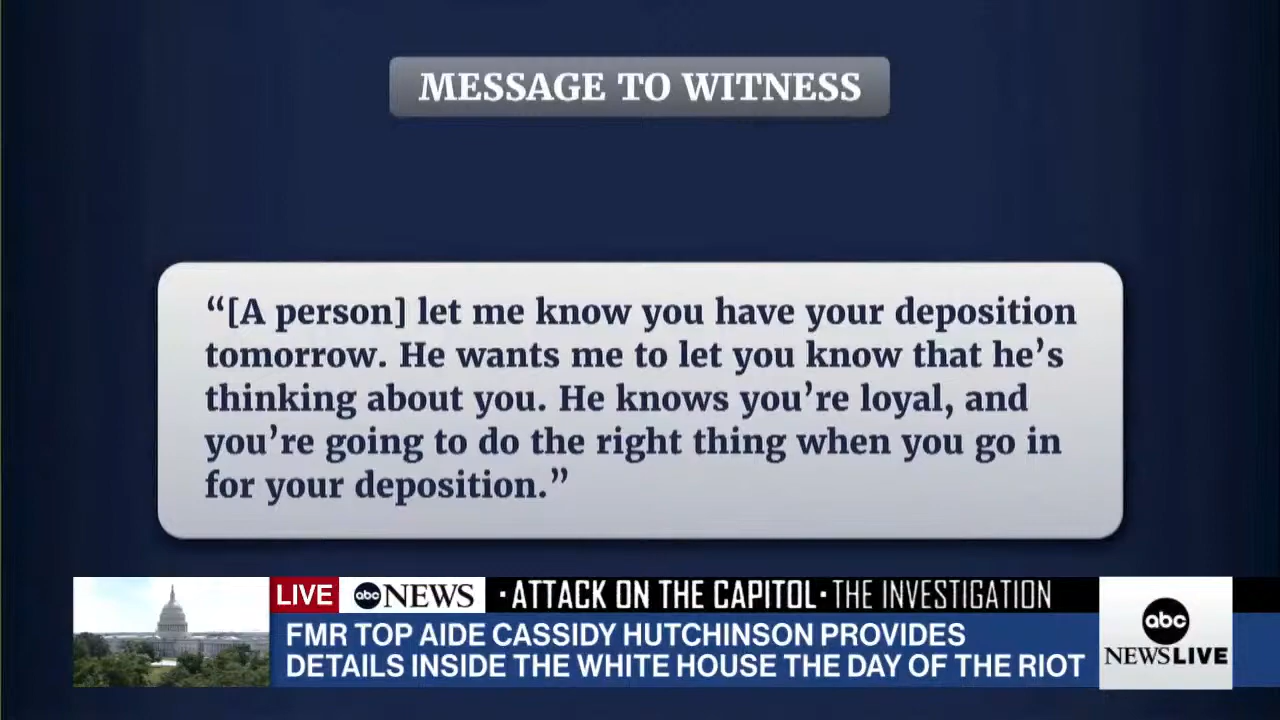 MESSAGE TO WITNESS
“[A person] let me know you have your deposition
tomorrow. He wants me to let you know that he’s
thinking about you. He knows you’re loyal, and
you’re going to do the right thing when you go in
for your deposition.”
LIVE abc NEWS · ATTACK ON THE CAPITOL · THE INVESTIGATION
FMR TOP AIDE CASSIDY HUTCHINSON PROVIDES
DETAILS INSIDE THE WHITE HOUSE THE DAY OF THE RIOT
abc
NEWSLIVE